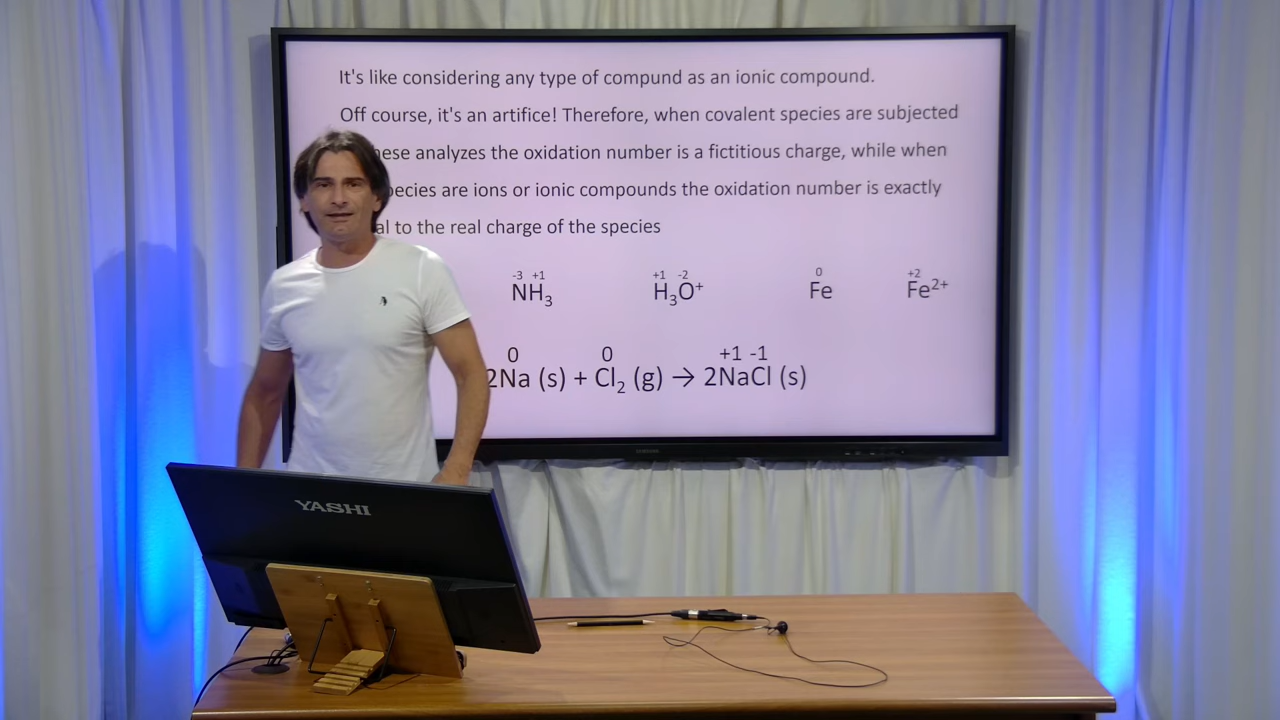 It's like considering any type of compund as an ionic compound.
Off course, it's an artifice! Therefore, when covalent species are subjected
analyzes the oxidation number is a fictitious charge, while when
are ions or ionic compounds the oxidation number is exactly
to the real charge of the species
-3 +1 +1 -2 0 +2
NH₃ H₃O⁺ Fe Fe²⁺
0 0 +1 -1
2Na (s) + Cl₂ (g) → 2NaCl (s)
SAMSUNG
YASHI